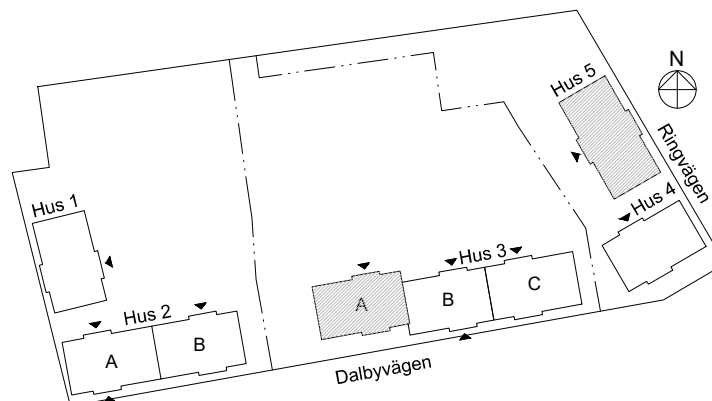 N
Hus 5
Ringvägen
Hus 4
Hus 1
Hus 3
A
B
C
Hus 2
A
B
Dalbyvägen